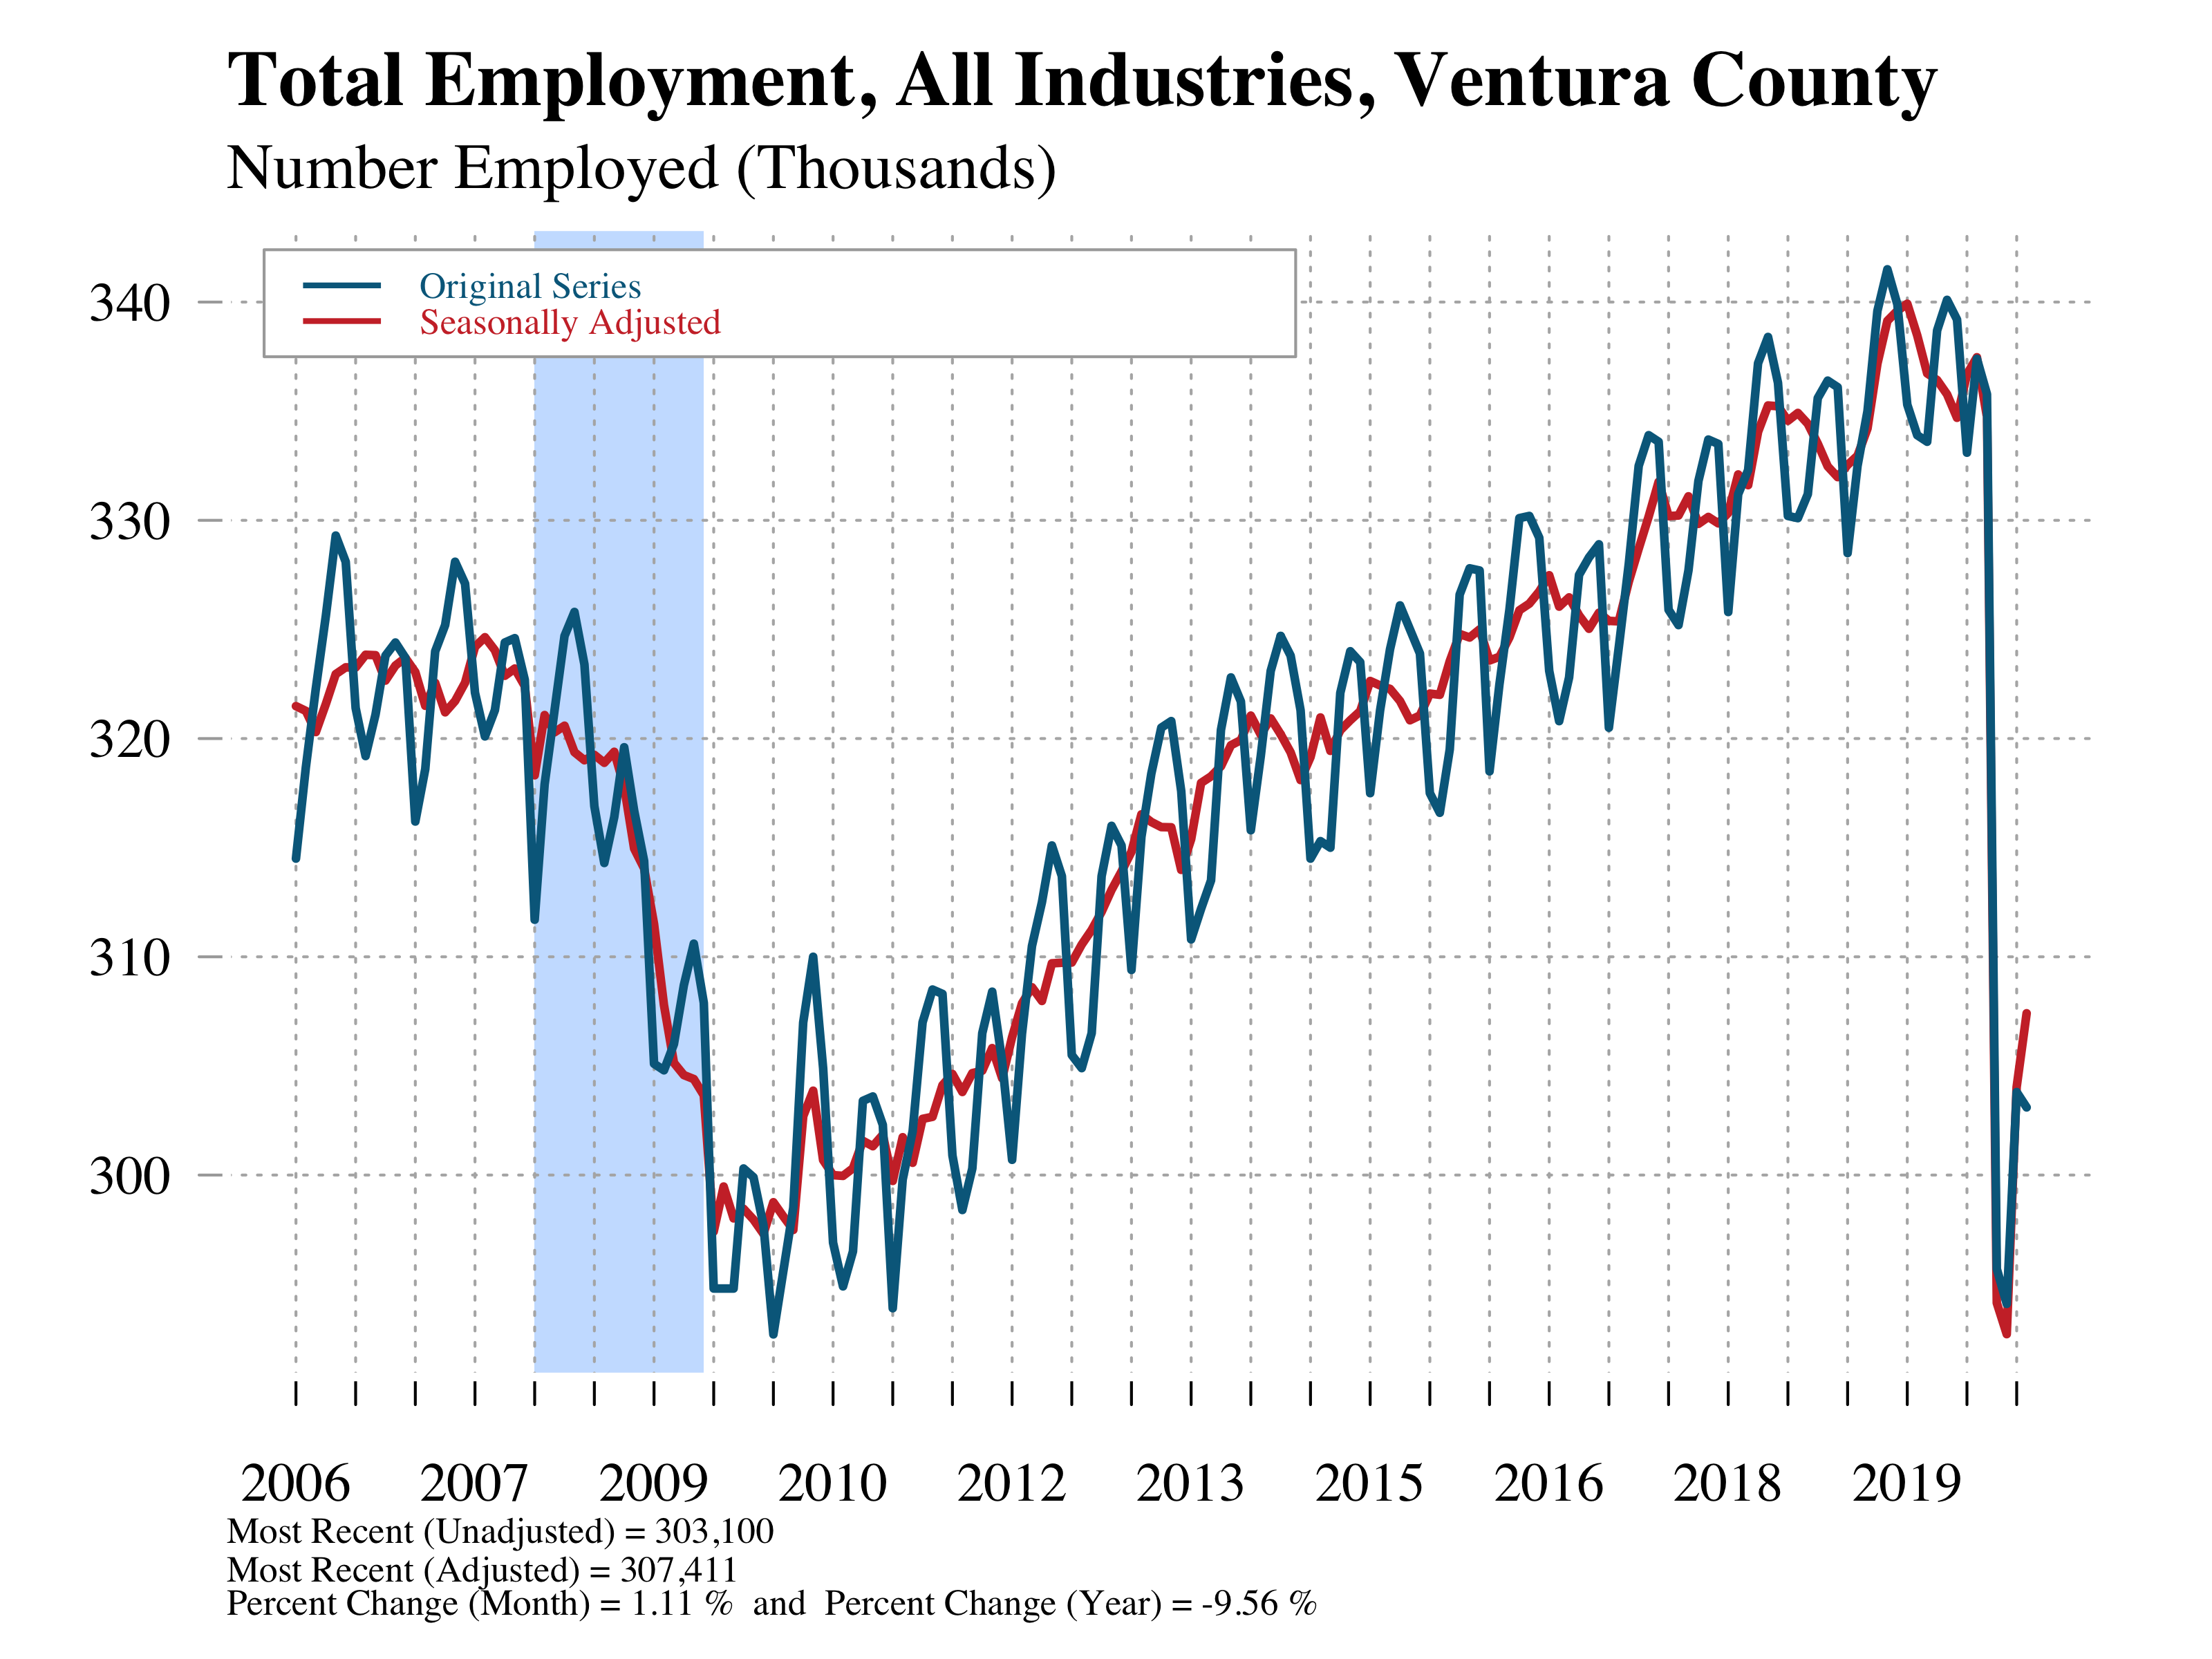 Total Employment, All Industries, Ventura County
Number Employed (Thousands)
Original Series
Seasonally Adjusted
340
330
320
310
300
2006 2007 2009 2010 2012 2013 2015 2016 2018 2019
Most Recent (Unadjusted) = 303,100
Most Recent (Adjusted) = 307,411
Percent Change (Month) = 1.11 % and Percent Change (Year) = -9.56 %